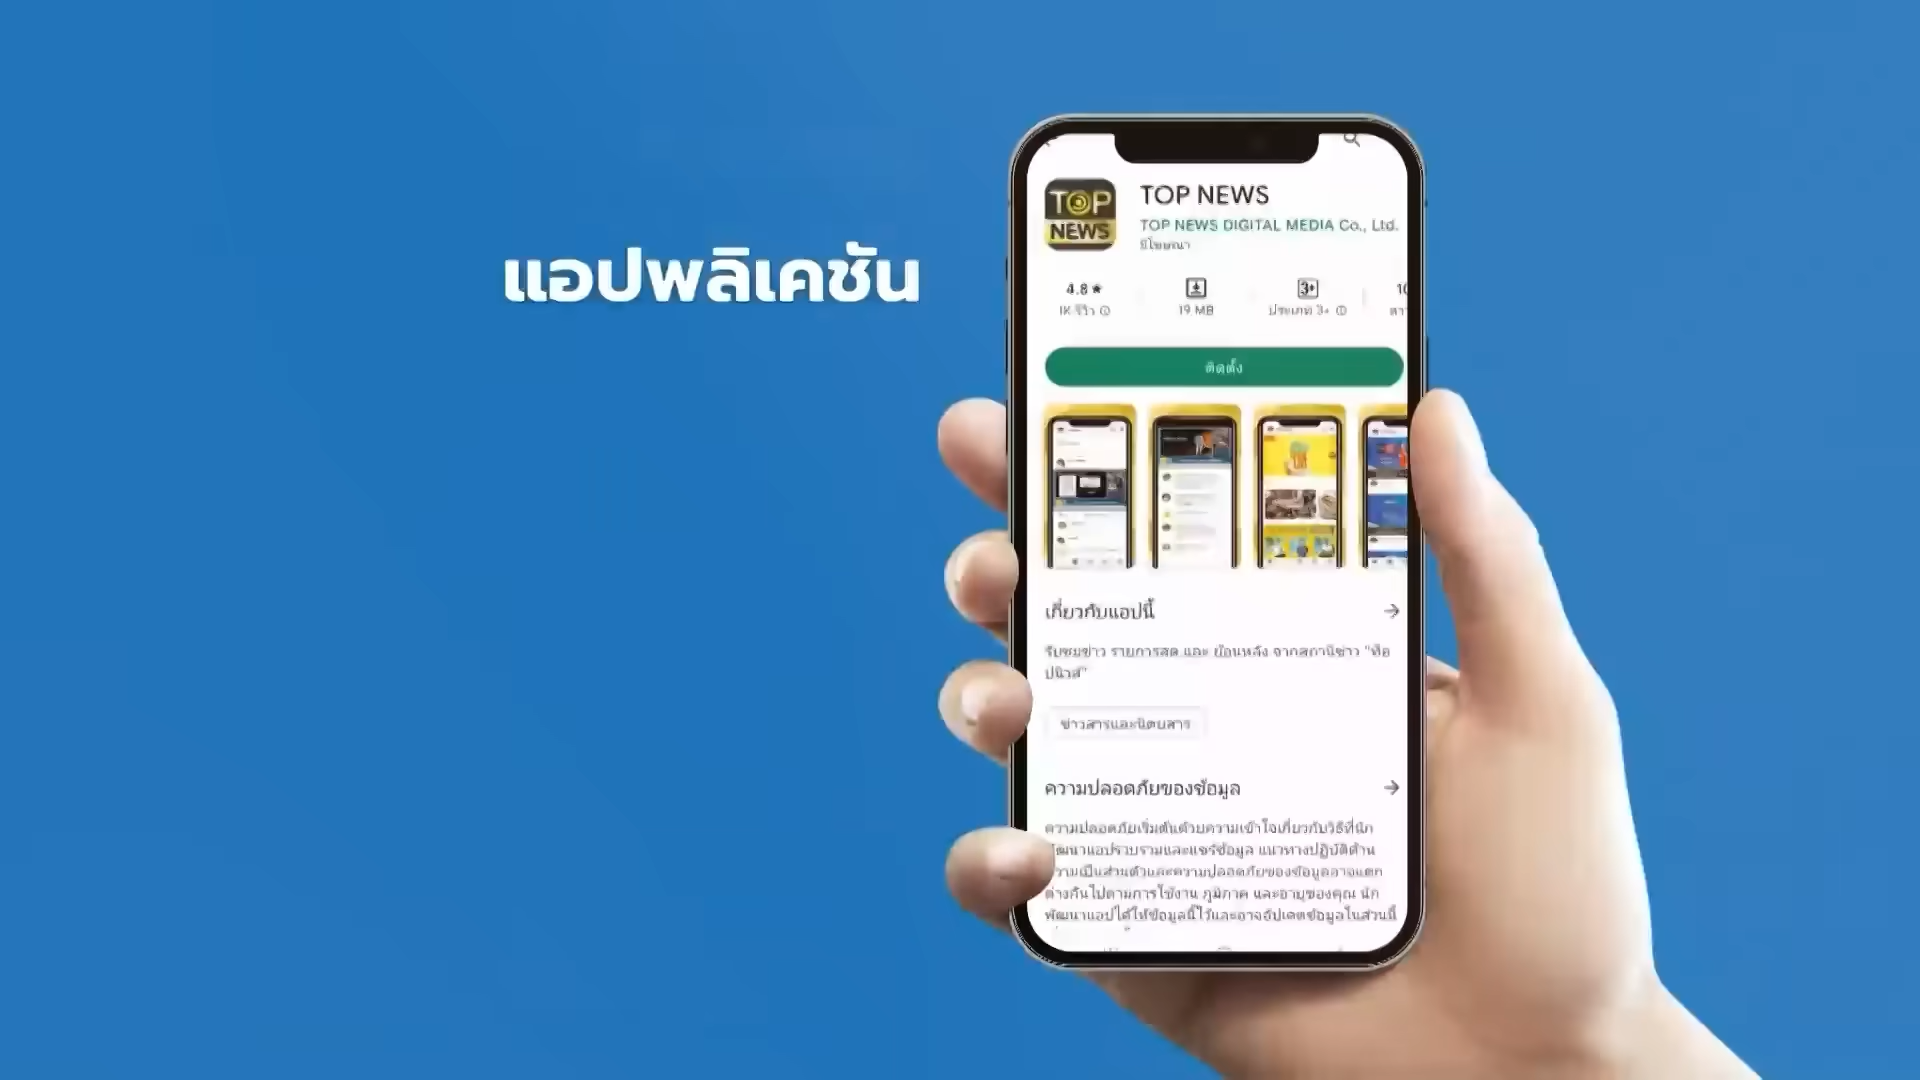 แอปพลิเคชัน
TOP
NEWS
TOP NEWS
TOP NEWS DIGITAL MEDIA Co., Ltd.
มีโฆษณา
4.8★
1K รีวิว
19 MB
3+
ประเภท 3+
ติดตั้ง
เกี่ยวกับแอปนี้
รับชมข่าว รายการสด และ ย้อนหลัง จากสถานีข่าว "ท็อ
ปนิวส์"
ข่าวสารและนิตยสาร
ความปลอดภัยของข้อมูล
ความปลอดภัยเริ่มต้นด้วยความเข้าใจเกี่ยวกับวิธีที่นัก
พัฒนาแอปรวบรวมและแชร์ข้อมูล แนวทางปฏิบัติด้าน
ความเป็นส่วนตัวและความปลอดภัยของข้อมูลอาจแตก
ต่างกันไปตามการใช้งาน ภูมิภาค และอายุของคุณ นัก
พัฒนาแอปได้ให้ข้อมูลนี้ไว้และอาจอัปเดตข้อมูลในส่วนนี้